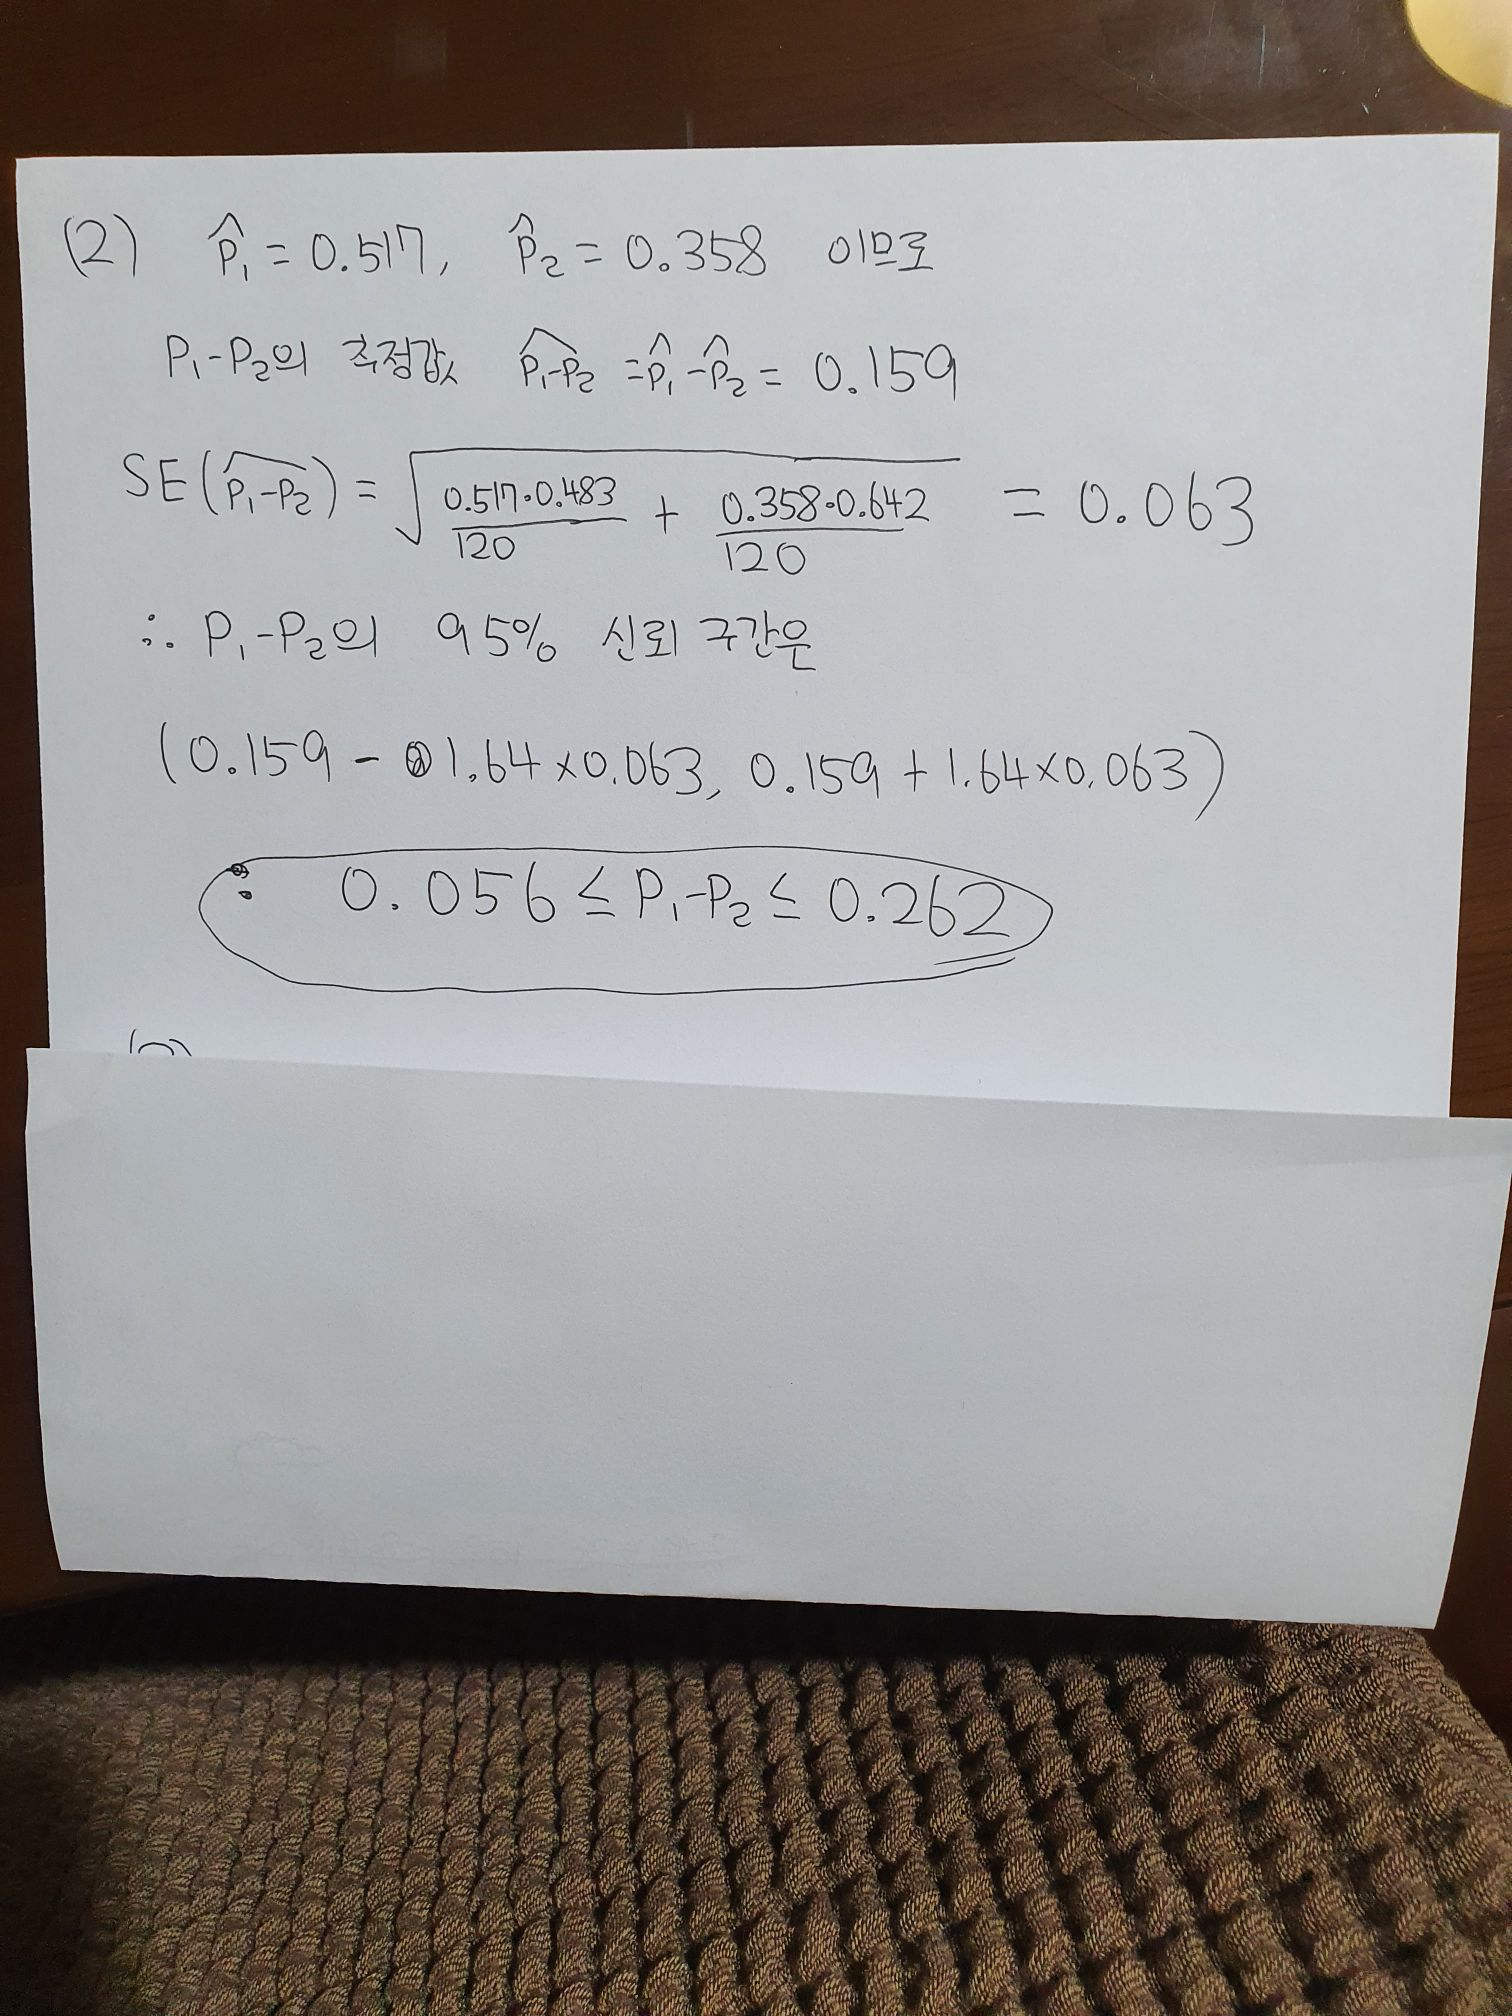 (2) p̂₁ = 0.517, p̂₂ = 0.358 이므로
P₁-P₂의 추정값 \widehat{P₁-P₂} = p̂₁ - p̂₂ = 0.159
SE(\widehat{P₁-P₂}) = √(0.517·0.483/120 + 0.358·0.642/120) = 0.063
∴ P₁-P₂의 95% 신뢰 구간은
(0.159 - 1.64×0.063, 0.159 + 1.64×0.063)
: 0.056 ≤ P₁-P₂ ≤ 0.262